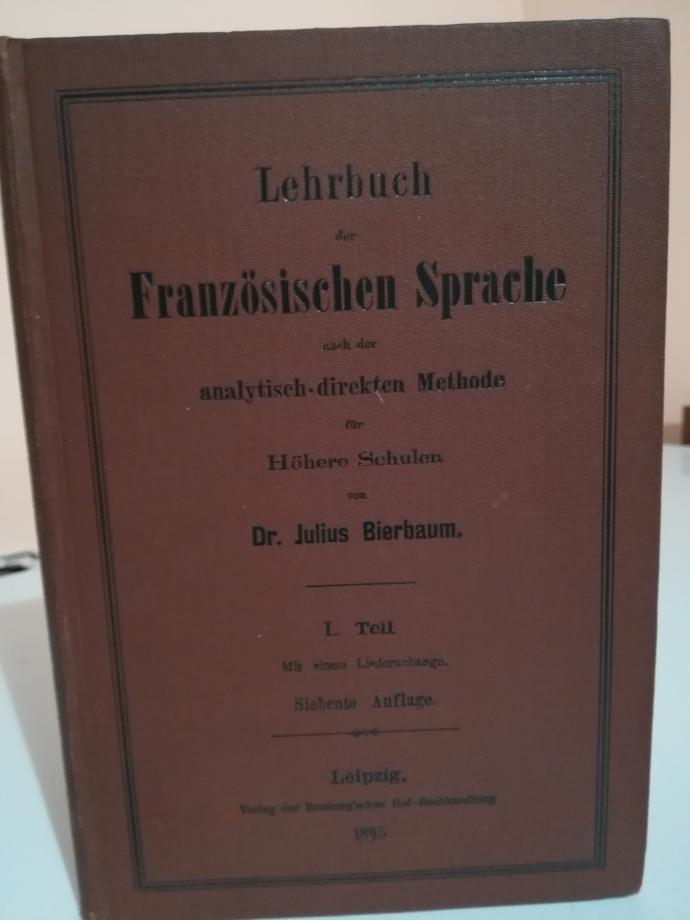 Lehrbuch
der
Französischen Sprache
nach der
analytisch-direkten Methode
für
Höhere Schulen
von
Dr. Julius Bierbaum.
I. Teil
Mit einem Liederanhange.
Siebente Auflage.
Leipzig.
Verlag der Rossberg'schen Hof-Buchhandlung